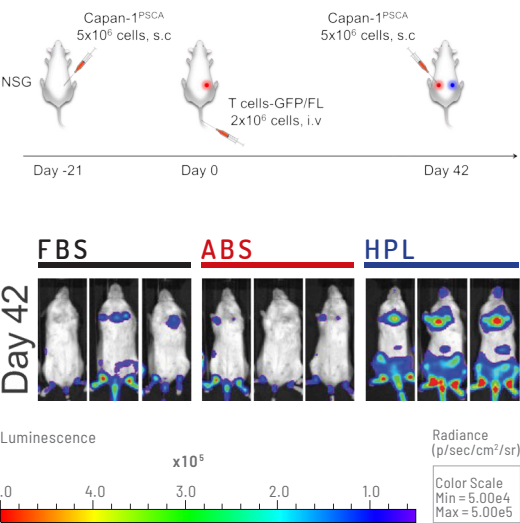 Capan-1ᴾˢᶜᴬ
5x10⁶ cells, s.c
Capan-1ᴾˢᶜᴬ
5x10⁶ cells, s.c
NSG
T cells-GFP/FL
2x10⁶ cells, i.v
Day -21
Day 0
Day 42
FBS
ABS
HPL
Day 42
Luminescence
Radiance
(p/sec/cm²/sr)
x10⁵
.0
4.0
3.0
2.0
1.0
Color Scale
Min = 5.00e4
Max = 5.00e5